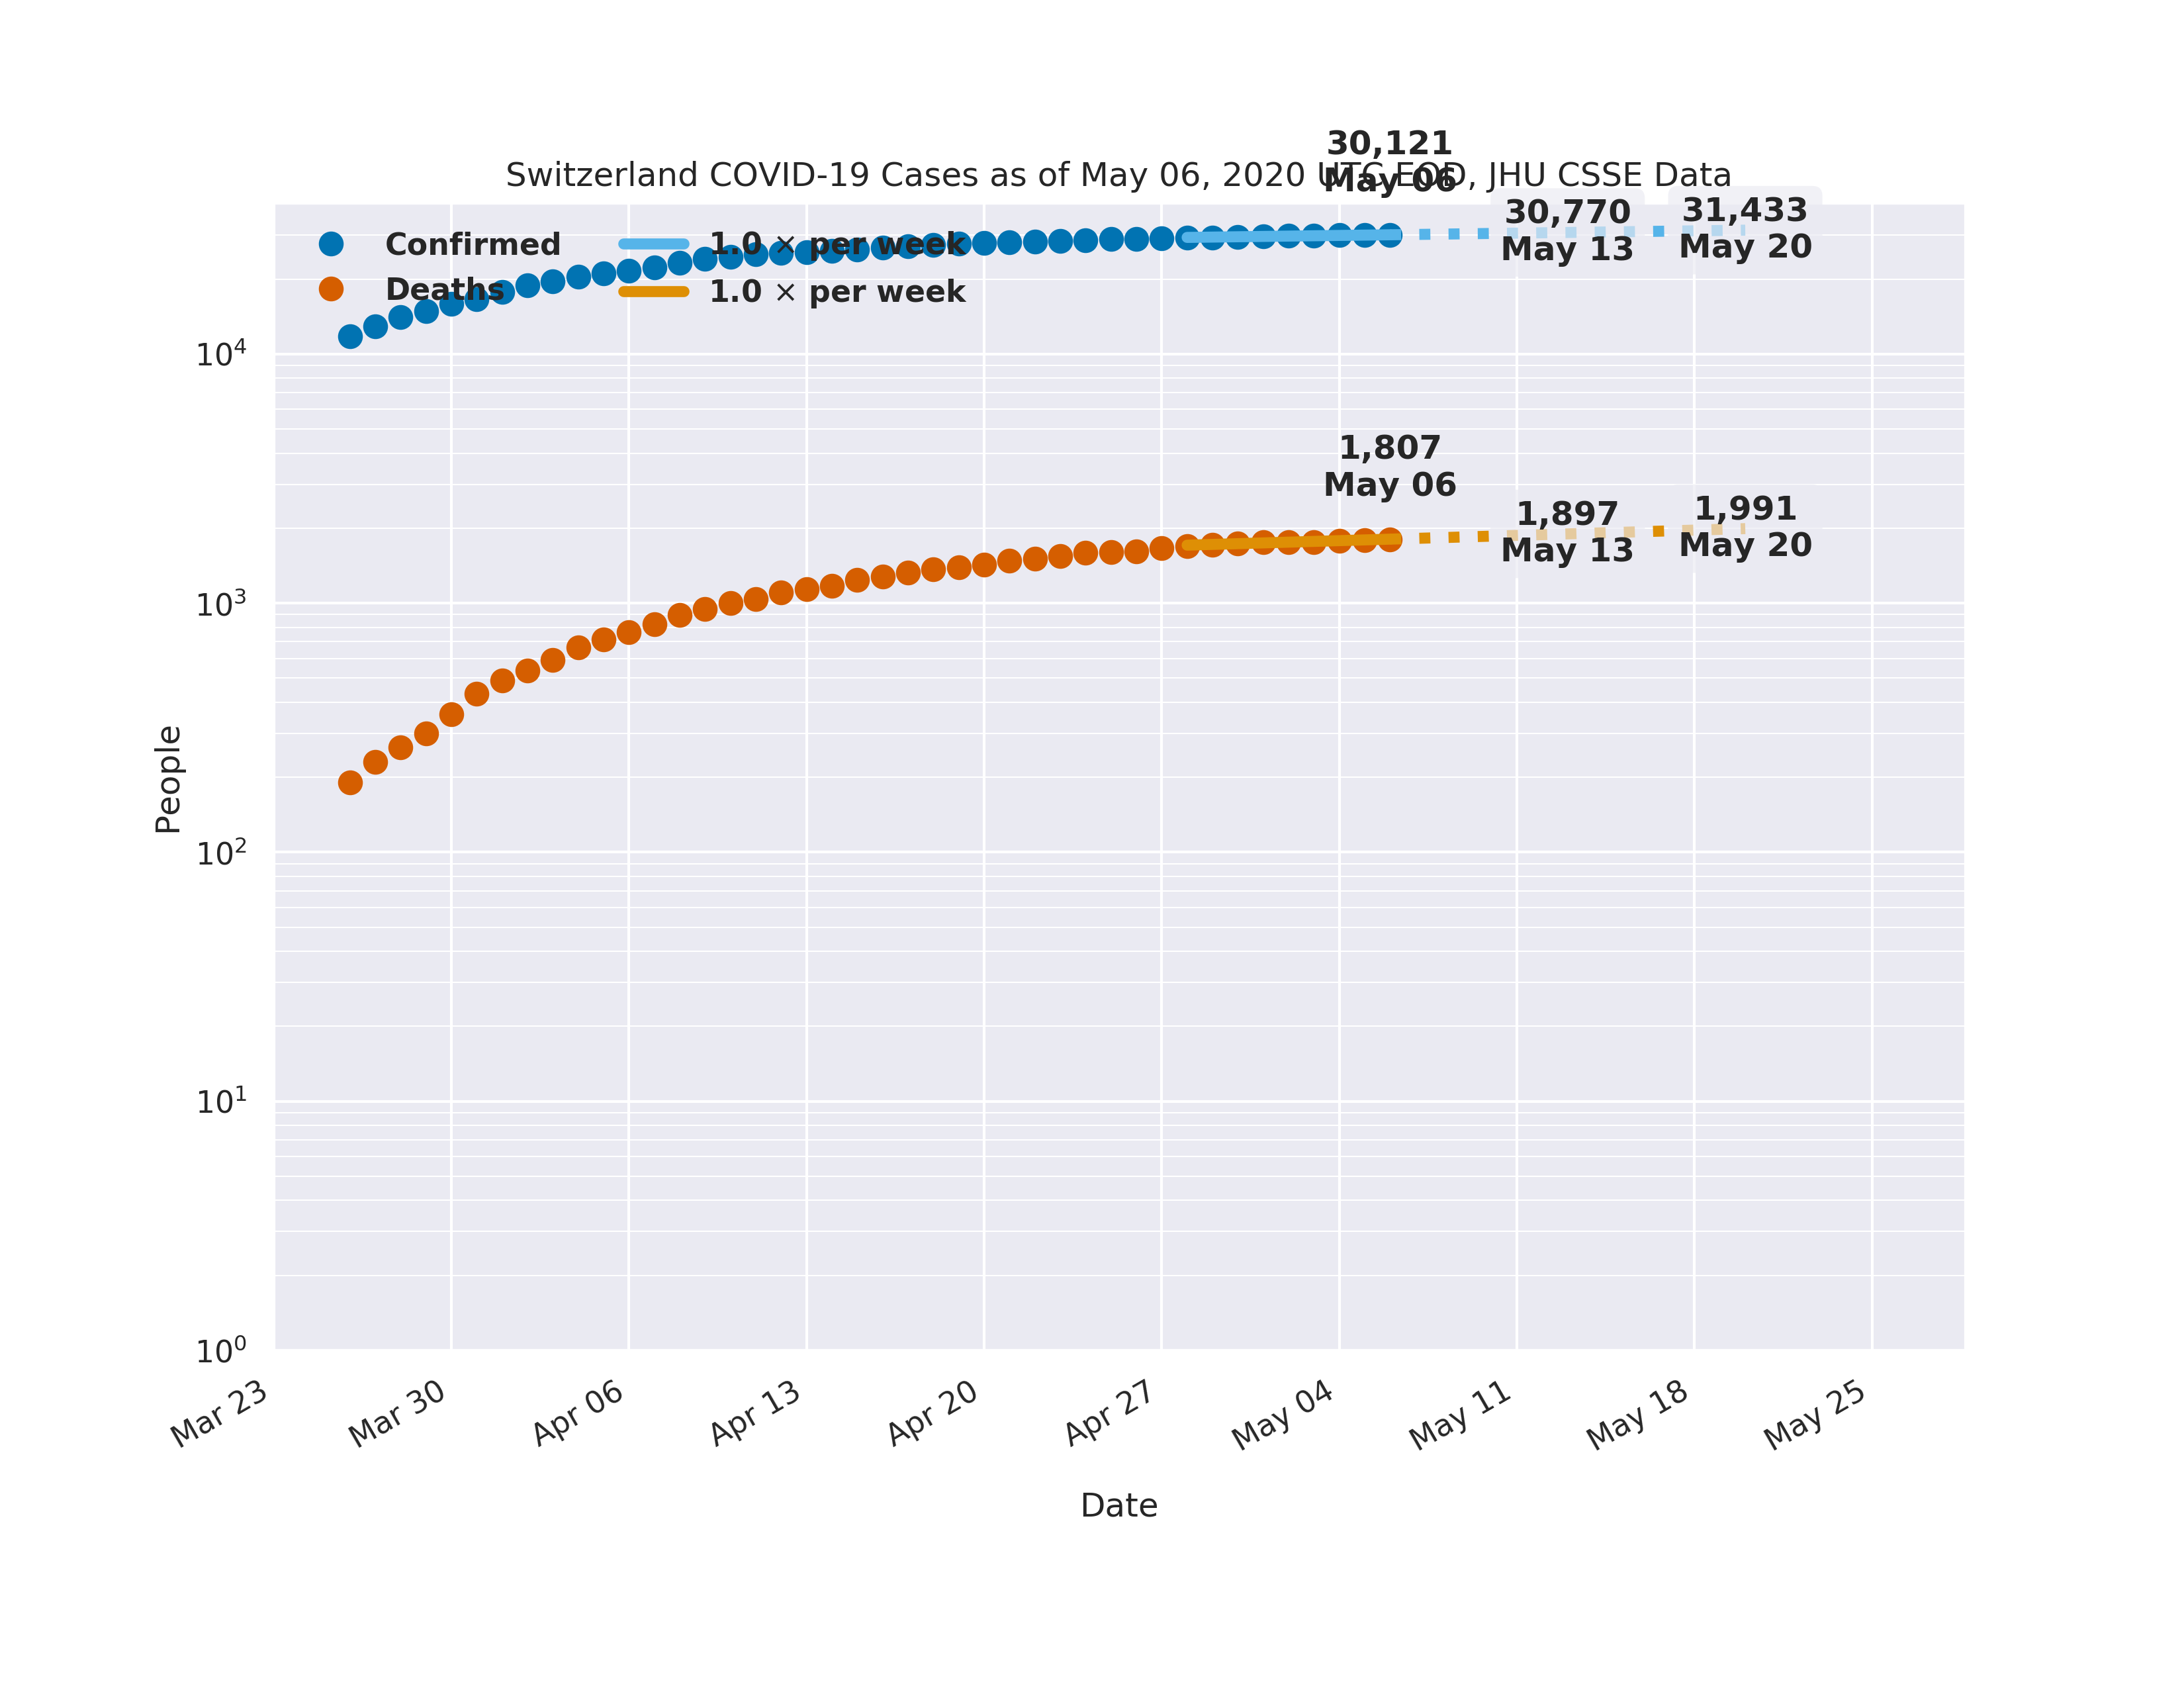 30,121
May 06
Switzerland COVID-19 Cases as of May 06, 2020 UTC EOD, JHU CSSE Data
30,770
May 13
31,433
May 20
Confirmed
Deaths
1.0 × per week
1.0 × per week
10⁴
1,807
May 06
1,897
May 13
1,991
May 20
10³
People
10²
10¹
10⁰
Mar 23
Mar 30
Apr 06
Apr 13
Apr 20
Apr 27
May 04
May 11
May 18
May 25
Date